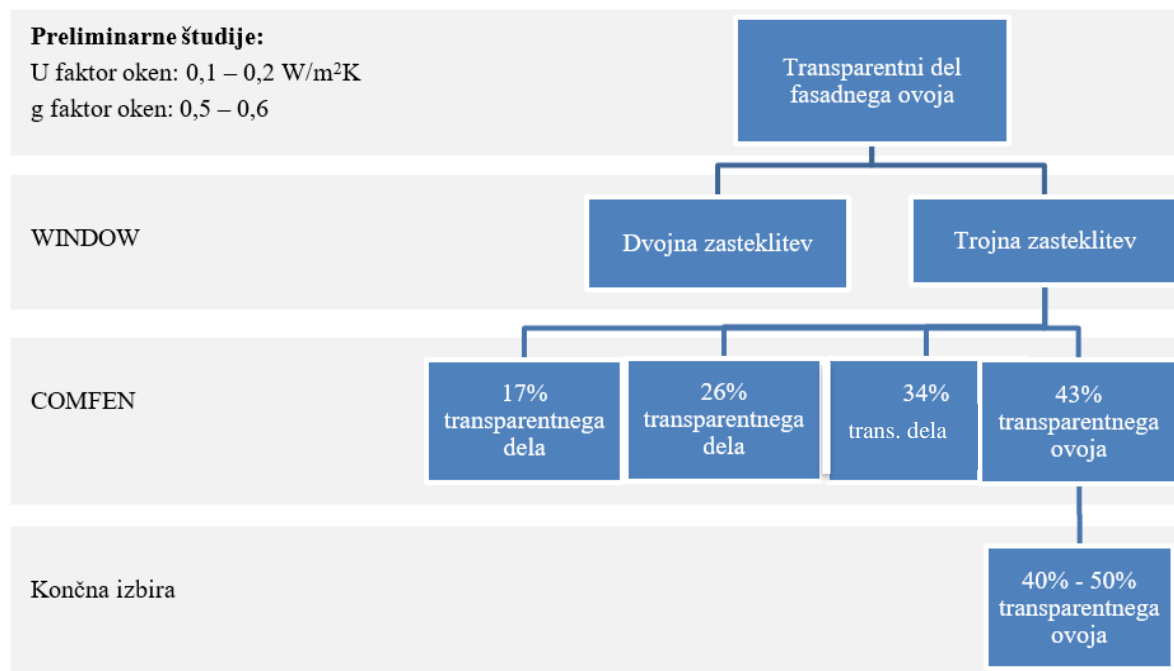 Preliminarne študije:
U faktor oken: 0,1 – 0,2 W/m²K
g faktor oken: 0,5 – 0,6
Transparentni del
fasadnega ovoja
WINDOW
Dvojna zasteklitev
Trojna zasteklitev
COMFEN
17%
transparentnega
dela
26%
transparentnega
dela
34%
trans. dela
43%
transparentnega
ovoja
Končna izbira
40% - 50%
transparentnega
ovoja